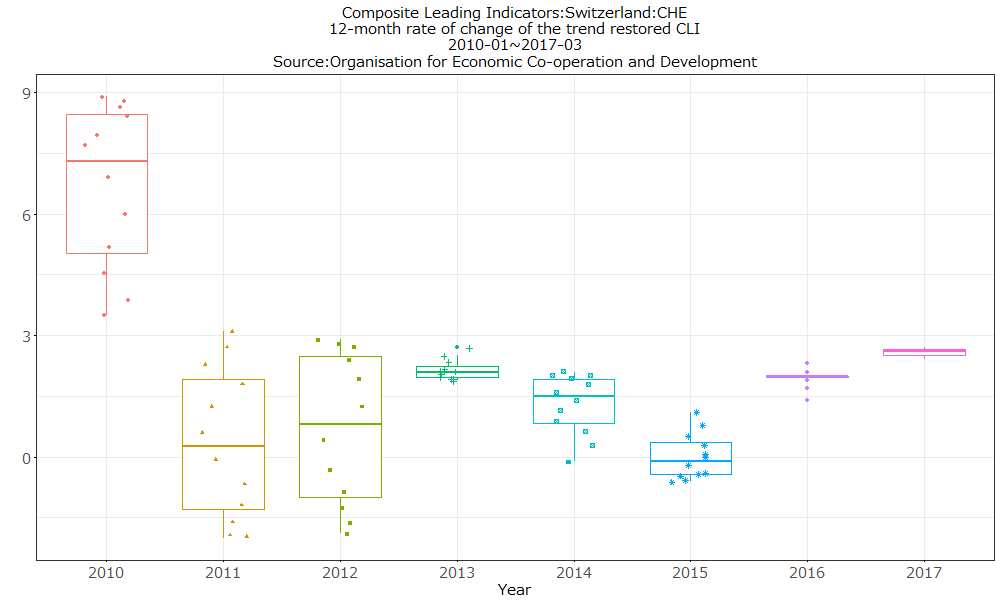 Composite Leading Indicators:Switzerland:CHE
12-month rate of change of the trend restored CLI
2010-01~2017-03
Source:Organisation for Economic Co-operation and Development
9
6
3
0
2010 2011 2012 2013 2014 2015 2016 2017
Year